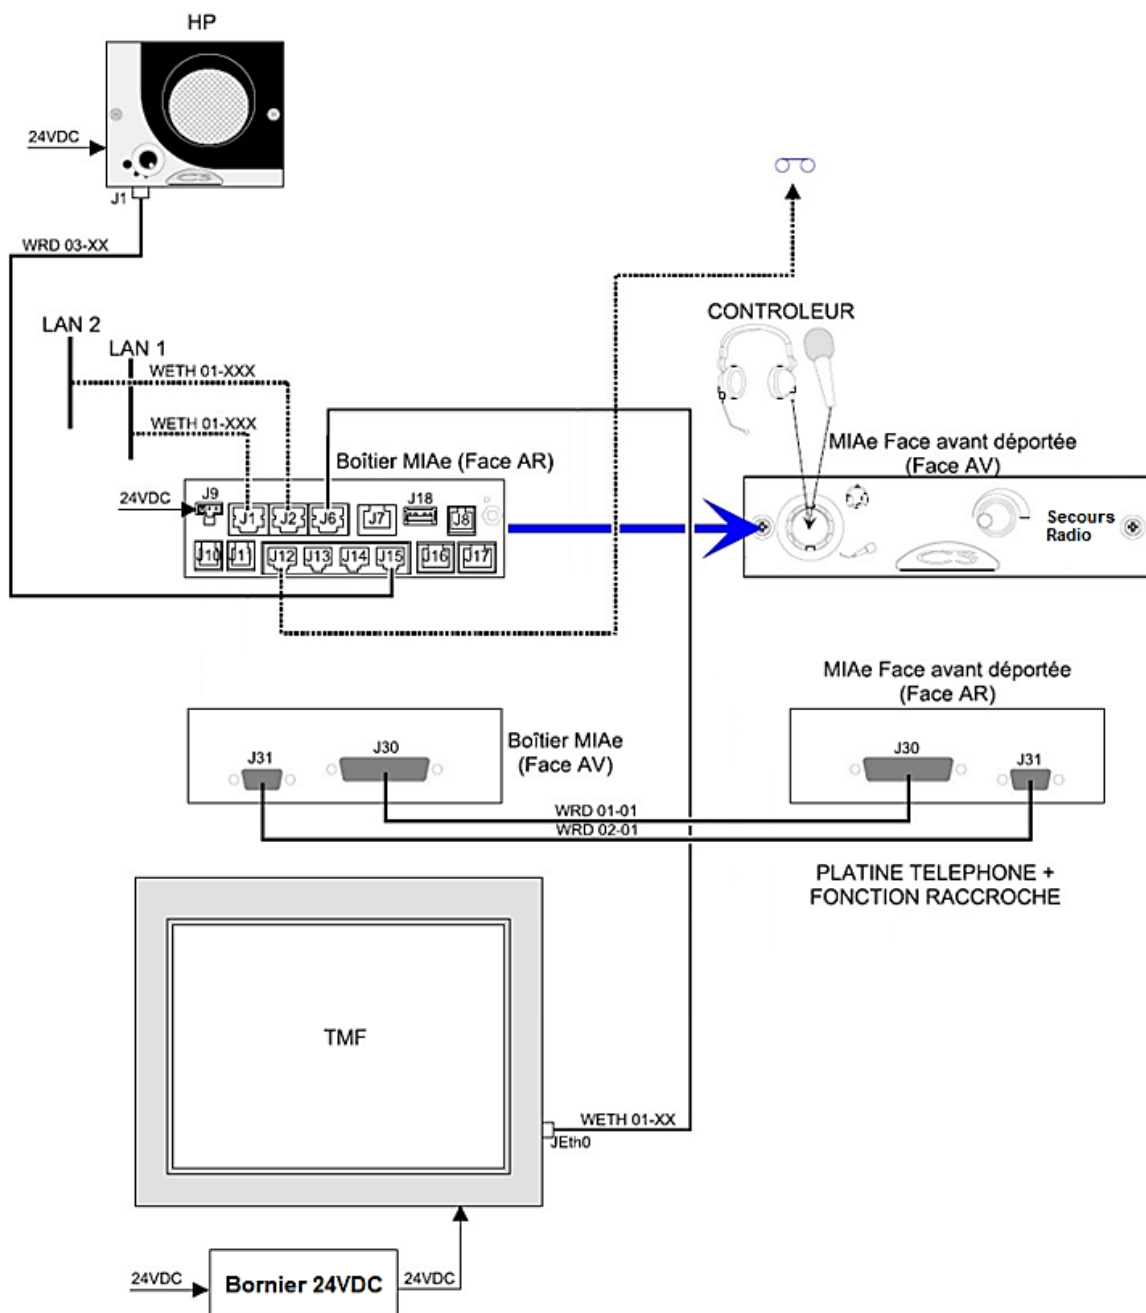 HP
24VDC
J1
WRD 03-XX
LAN 2
LAN 1
WETH 01-XXX
WETH 01-XXX
CONTROLEUR
Boîtier MIAe (Face AR)
MIAe Face avant déportée
(Face AV)
24VDC
J9
J1
J2
J6
J7
J18
J8
J10
J11
J12
J13
J14
J15
J16
J17
Secours
Radio
CS
MIAe Face avant déportée
(Face AR)
Boîtier MIAe
(Face AV)
J31
J30
J30
J31
WRD 01-01
WRD 02-01
PLATINE TELEPHONE +
FONCTION RACCROCHE
TMF
WETH 01-XX
JEth0
24VDC
Bornier 24VDC
24VDC